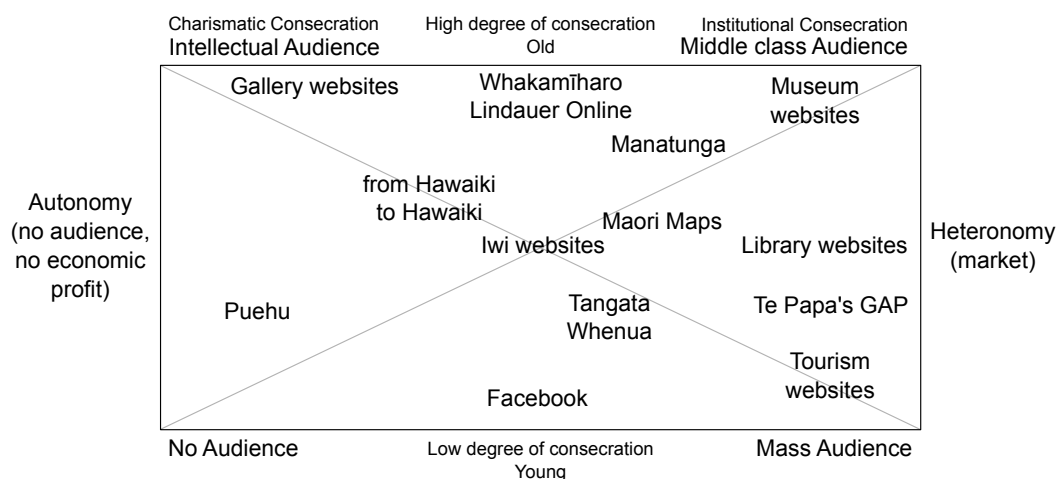 Charismatic Consecration
Intellectual Audience
High degree of consecration
Old
Institutional Consecration
Middle class Audience
Gallery websites
Whakamīharo
Lindauer Online
Museum
websites
Manatunga
from Hawaiki
to Hawaiki
Autonomy
(no audience,
no economic
profit)
Maori Maps
Iwi websites
Library websites
Heteronomy
(market)
Puehu
Tangata
Whenua
Te Papa's GAP
Tourism
websites
Facebook
No Audience
Low degree of consecration
Young
Mass Audience